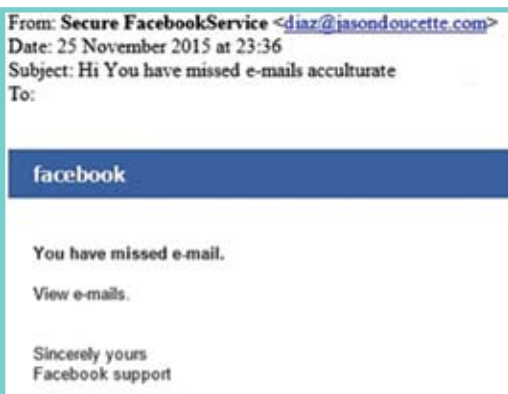 From: Secure FacebookService <diaz@jasondoucette.com>
Date: 25 November 2015 at 23:36
Subject: Hi You have missed e-mails acculturate
To:
facebook
You have missed e-mail.
View e-mails.
Sincerely yours
Facebook support